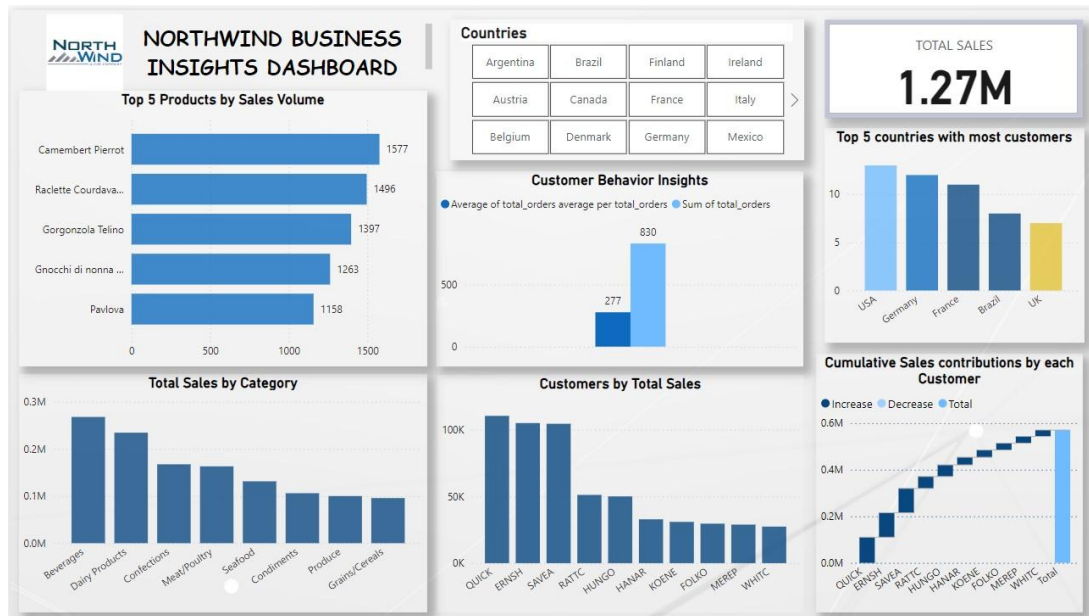 NORTH
WIND
NORTHWIND BUSINESS
INSIGHTS DASHBOARD
Countries
Argentina
Brazil
Finland
Ireland
Austria
Canada
France
Italy
Belgium
Denmark
Germany
Mexico
TOTAL SALES
1.27M
Top 5 Products by Sales Volume
Camembert Pierrot
1577
Raclette Courdava...
1496
Gorgonzola Telino
1397
Gnocchi di nonna ...
1263
Pavlova
1158
0
500
1000
1500
Customer Behavior Insights
Average of total_orders average per total_orders
Sum of total_orders
830
277
500
0
Top 5 countries with most customers
10
5
0
USA
Germany
France
Brazil
UK
Total Sales by Category
0.3M
0.2M
0.1M
0.0M
Beverages
Dairy Products
Confections
Meat/Poultry
Seafood
Condiments
Produce
Grains/Cereals
Customers by Total Sales
100K
50K
0K
QUICK
ERNSH
SAVEA
RATTC
HUNGO
HANAR
KOENE
FOLKO
MEREP
WHITC
Cumulative Sales contributions by each
Customer
Increase
Decrease
Total
0.6M
0.4M
0.2M
0.0M
QUICK
ERNSH
SAVEA
RATTC
HUNGO
HANAR
KOENE
FOLKO
MEREP
WHITC
Total